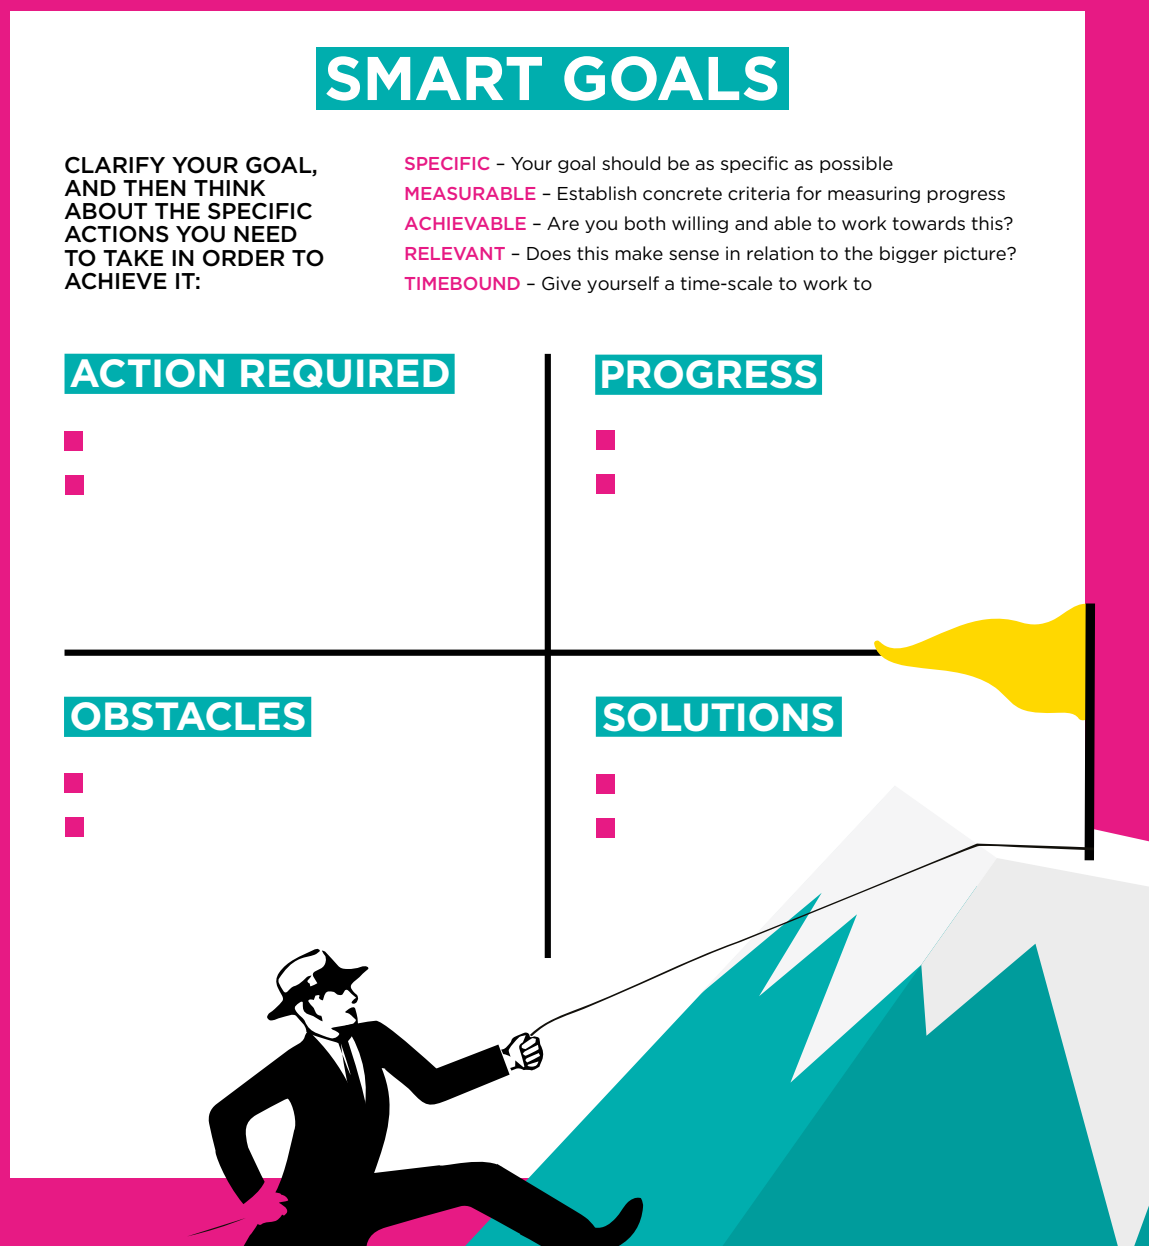 SMART GOALS
CLARIFY YOUR GOAL,
AND THEN THINK
ABOUT THE SPECIFIC
ACTIONS YOU NEED
TO TAKE IN ORDER TO
ACHIEVE IT:
SPECIFIC – Your goal should be as specific as possible
MEASURABLE – Establish concrete criteria for measuring progress
ACHIEVABLE – Are you both willing and able to work towards this?
RELEVANT – Does this make sense in relation to the bigger picture?
TIMEBOUND – Give yourself a time-scale to work to
ACTION REQUIRED
PROGRESS
OBSTACLES
SOLUTIONS